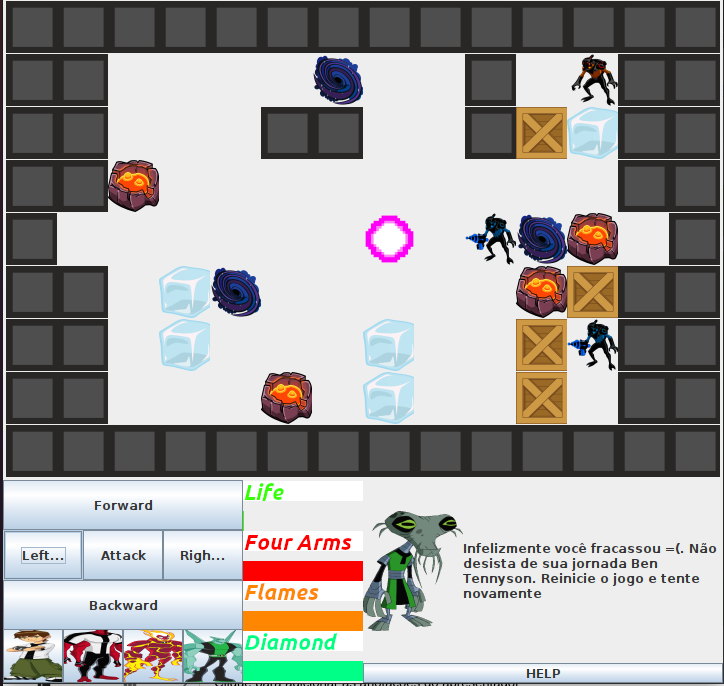 Forward
Left...
Attack
Righ...
Backward
Life
Four Arms
Flames
Diamond
Infelizmente você fracassou =(. Não
desista de sua jornada Ben
Tennyson. Reinicie o jogo e tente
novamente
HELP